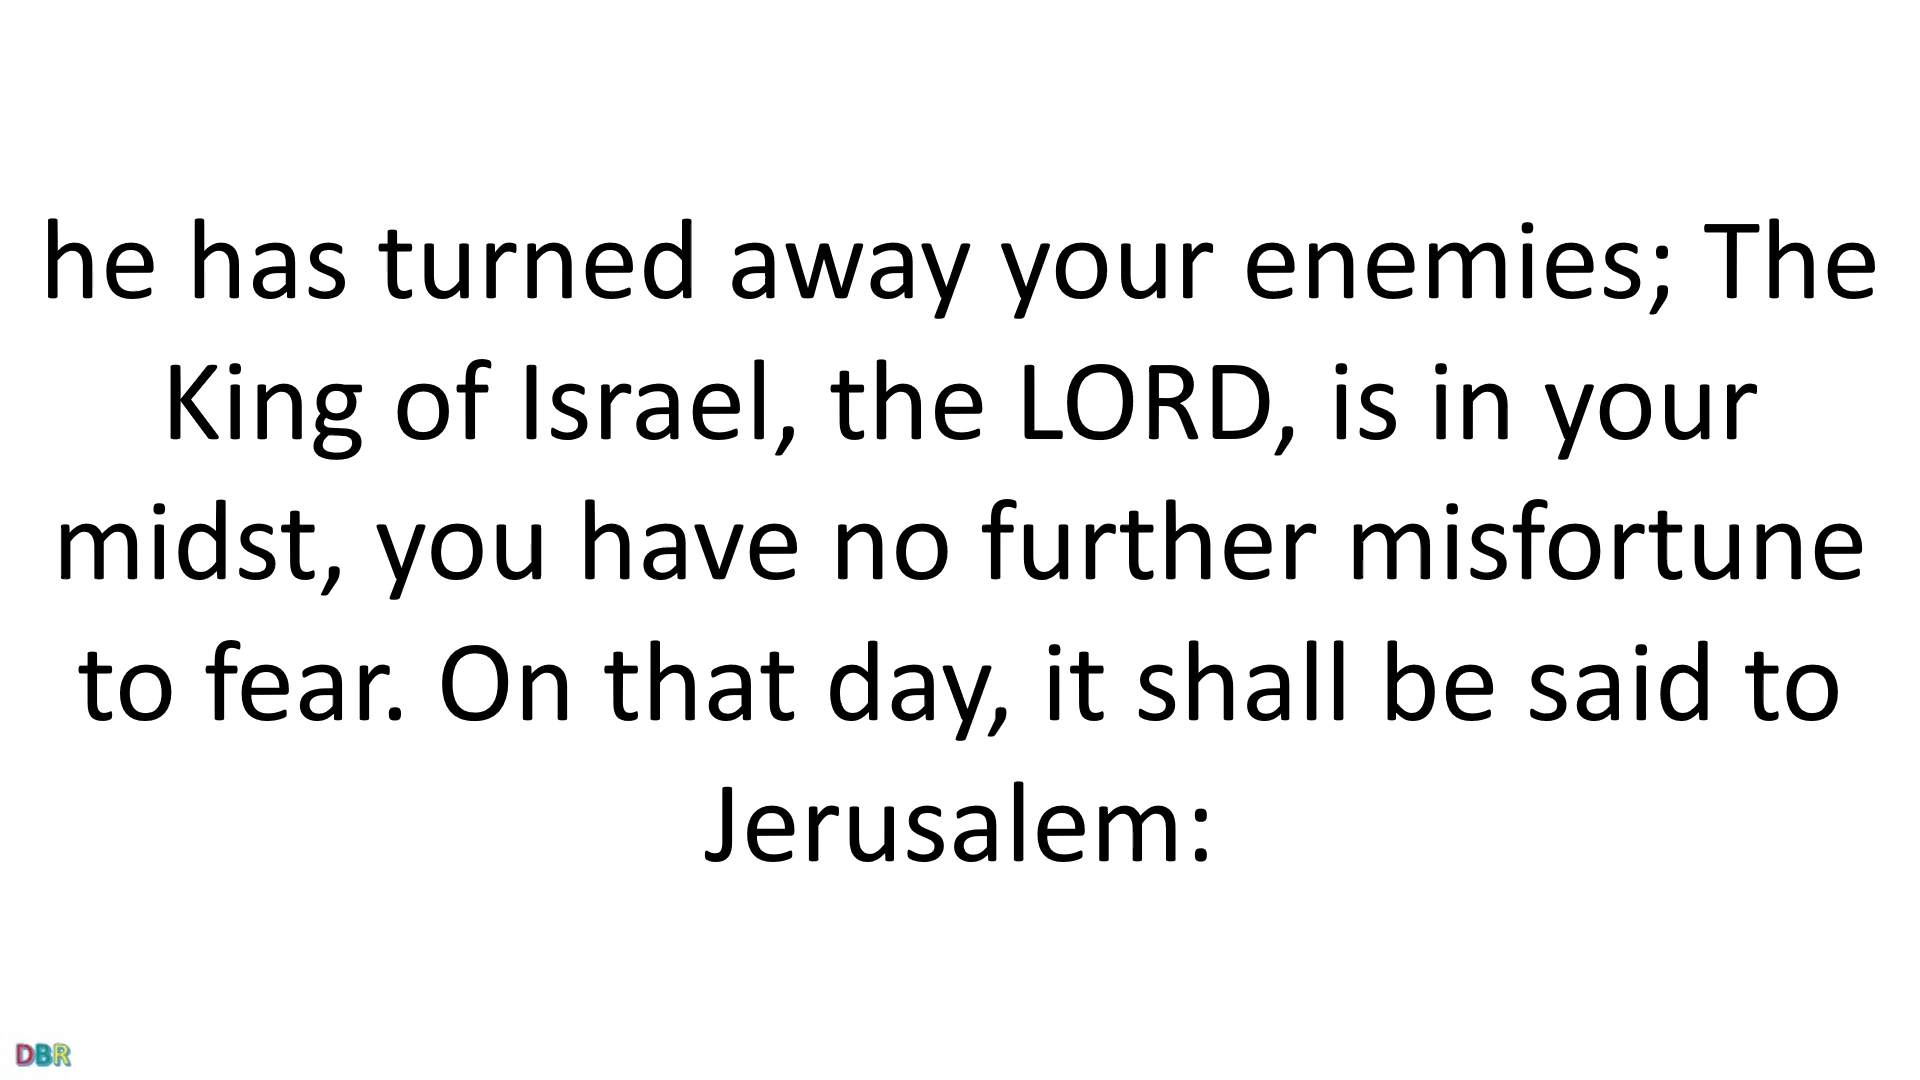 he has turned away your enemies; The
King of Israel, the LORD, is in your
midst, you have no further misfortune
to fear. On that day, it shall be said to
Jerusalem:
DBR